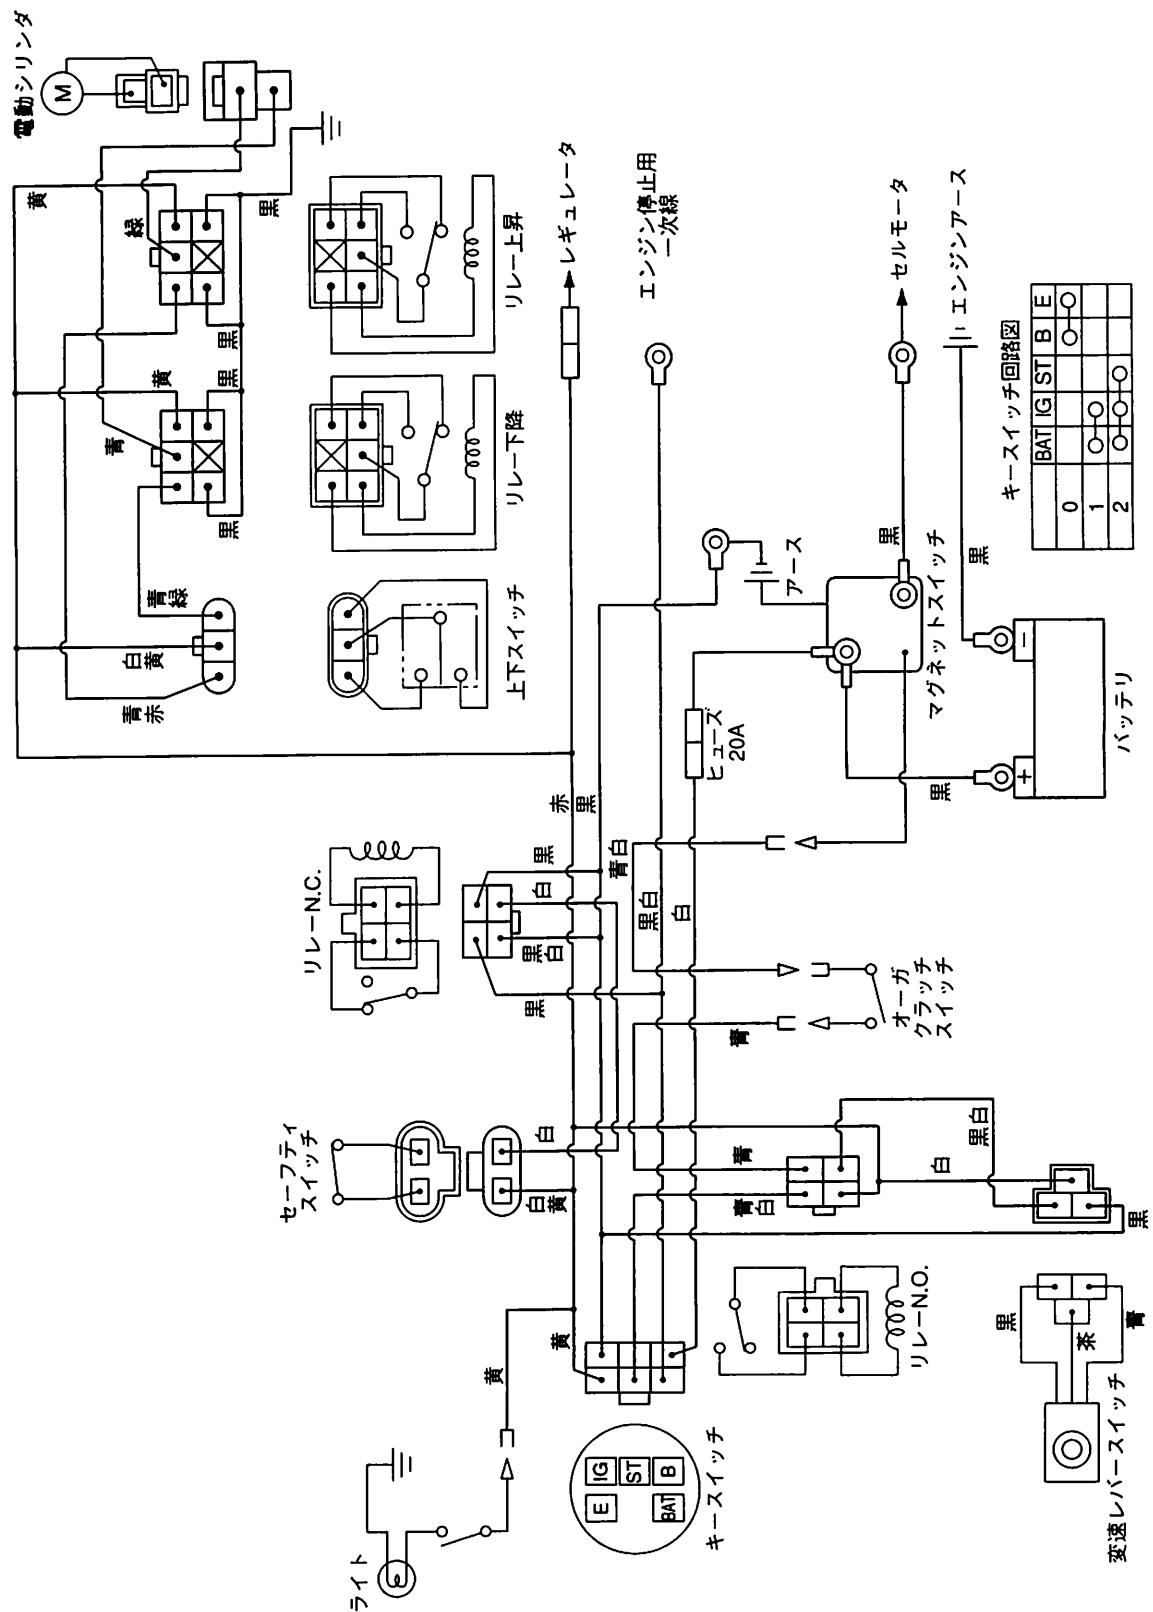 電動シリンダ
M
黄
緑
黒
黒
黄
黒
青
黒
青緑
白黄
青赤
リレー上昇
リレー下降
上下スイッチ
レギュレータ
エンジン停止用
一次線
セルモータ
エンジンアース
キースイッチ回路図
BAT IG ST B E
0
1
2
アース
黒
黒
マグネットスイッチ
ヒューズ
20A
バッテリ
+
−
黒
赤
黒
リレーN.C.
黒
白
黒白
黒
青白
黒白
白
オーガ
クラッチ
スイッチ
青
セーフティ
スイッチ
白
白黄
青
青白
黒白
白
黒
リレーN.O.
黄
黄
ライト
E
IG
ST
B
BAT
キースイッチ
黒
茶
青
変速レバースイッチ